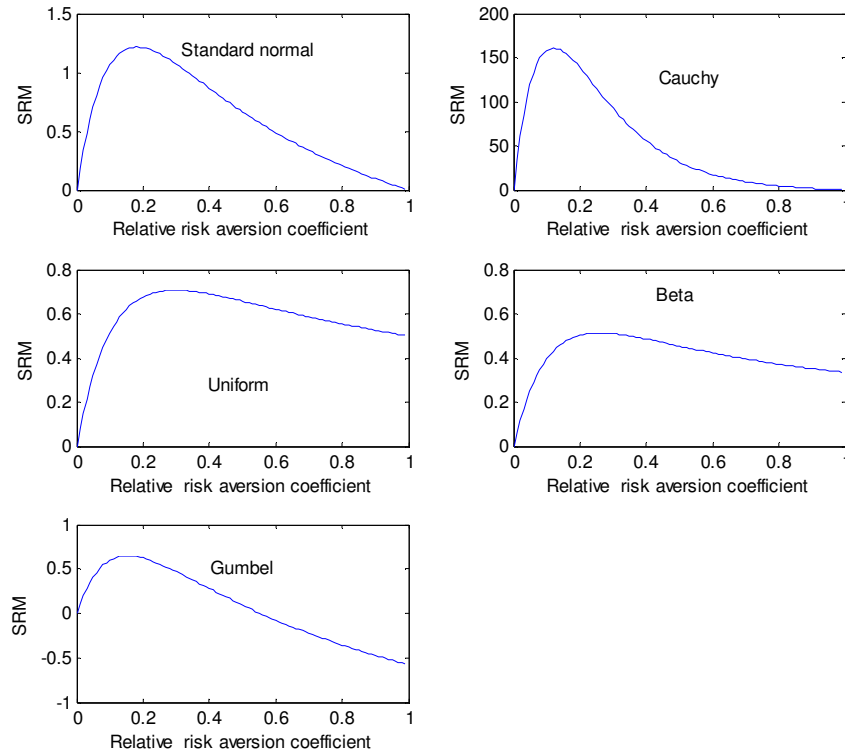 1.5
1
0.5
0
SRM
Standard normal
0 0.2 0.4 0.6 0.8 1
Relative risk aversion coefficient
200
150
100
50
0
SRM
Cauchy
0 0.2 0.4 0.6 0.8 1
Relative risk aversion coefficient
0.8
0.6
0.4
0.2
0
SRM
Uniform
0 0.2 0.4 0.6 0.8 1
Relative risk aversion coefficient
0.8
0.6
0.4
0.2
0
SRM
Beta
0 0.2 0.4 0.6 0.8 1
Relative risk aversion coefficient
1
0.5
0
-0.5
-1
SRM
Gumbel
0 0.2 0.4 0.6 0.8 1
Relative risk aversion coefficient